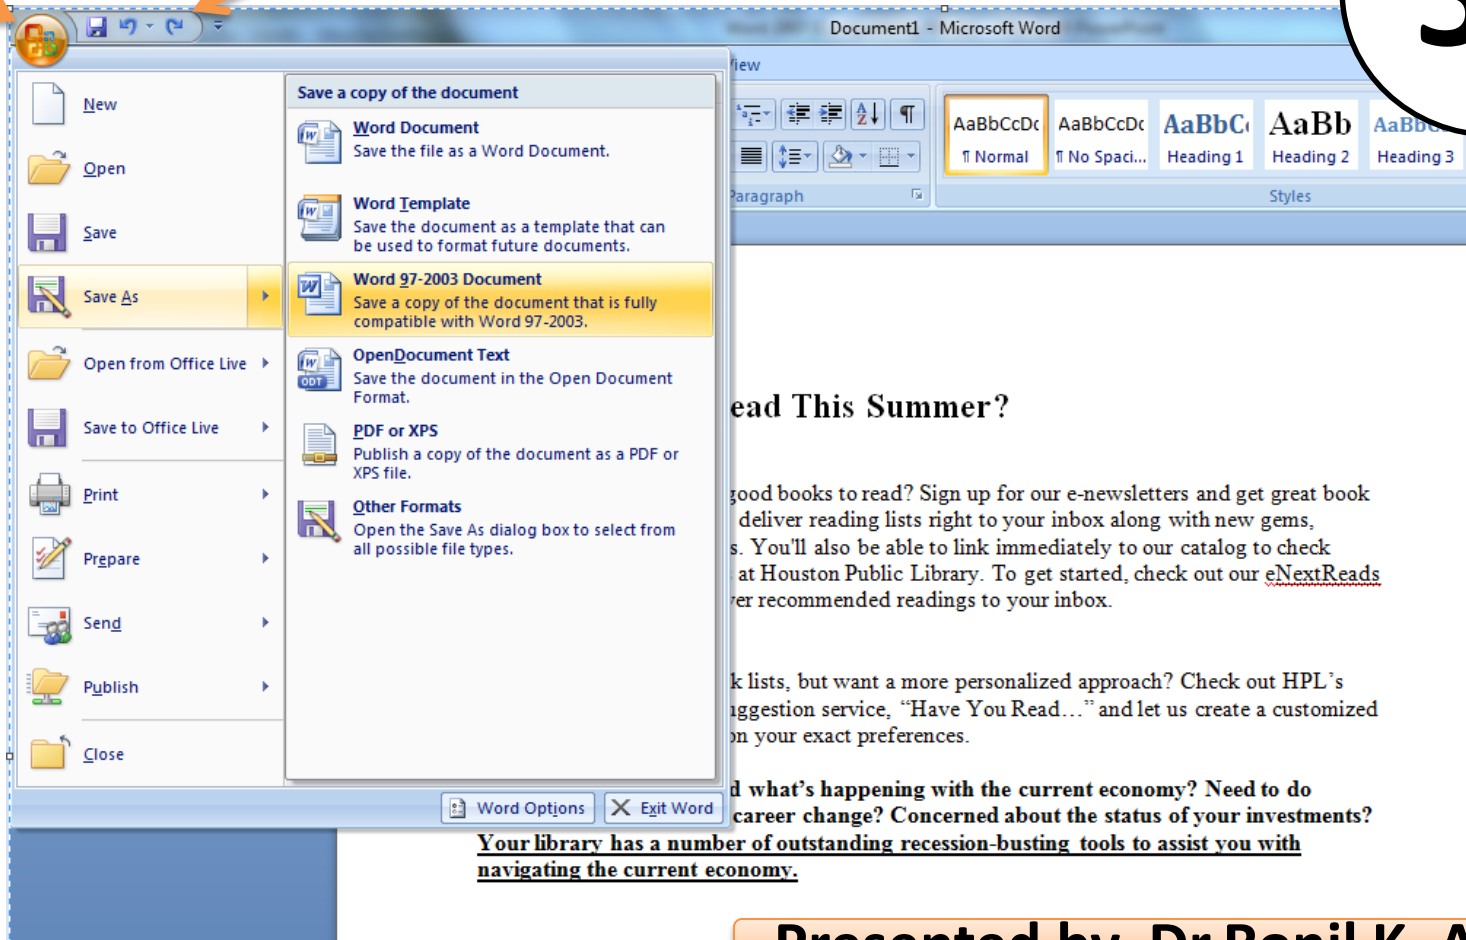 Document1 - Microsoft Word
View
New
Open
Save
Save As
Open from Office Live
Save to Office Live
Print
Prepare
Send
Publish
Close
Save a copy of the document
Word Document
Save the file as a Word Document.
Word Template
Save the document as a template that can
be used to format future documents.
Word 97-2003 Document
Save a copy of the document that is fully
compatible with Word 97-2003.
OpenDocument Text
Save the document in the Open Document
Format.
PDF or XPS
Publish a copy of the document as a PDF or
XPS file.
Other Formats
Open the Save As dialog box to select from
all possible file types.
Word Options
Exit Word
Paragraph
AaBbCcDc AaBbCcDc AaBbC AaBb
¶ Normal ¶ No Spaci... Heading 1 Heading 2 Heading 3
Styles
ead This Summer?
good books to read? Sign up for our e-newsletters and get great book
deliver reading lists right to your inbox along with new gems,
s. You'll also be able to link immediately to our catalog to check
at Houston Public Library. To get started, check out our eNextReads
ver recommended readings to your inbox.
k lists, but want a more personalized approach? Check out HPL’s
uggestion service, “Have You Read…” and let us create a customized
on your exact preferences.
d what’s happening with the current economy? Need to do
career change? Concerned about the status of your investments?
Your library has a number of outstanding recession-busting tools to assist you with
navigating the current economy.
Presented by Dr Ronil K. A